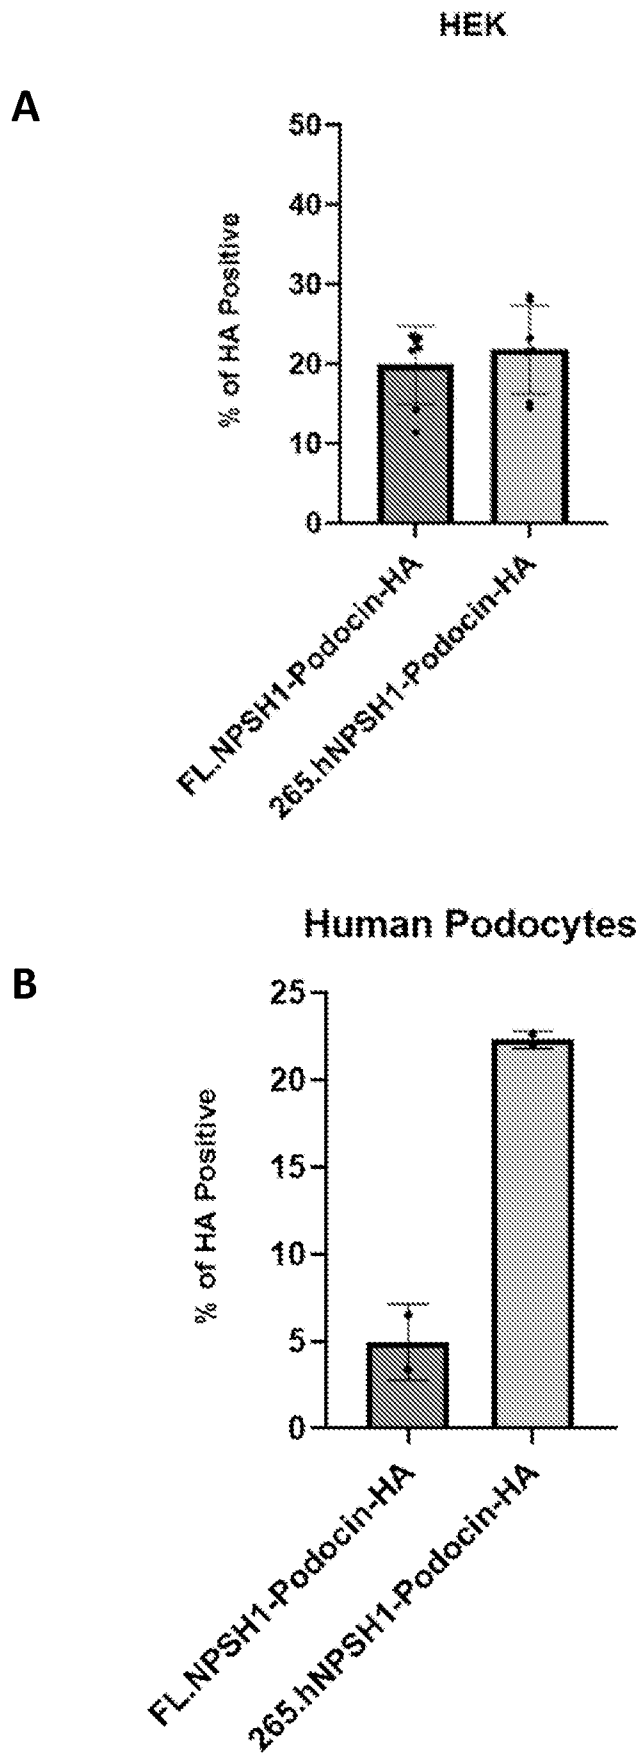 HEK
A
50
40
30
20
10
0
% of HA Positive
FL.NPSH1-Podocin-HA
265.hNPSH1-Podocin-HA
Human Podocytes
B
25
20
15
10
5
0
% of HA Positive
FL.NPSH1-Podocin-HA
265.hNPSH1-Podocin-HA